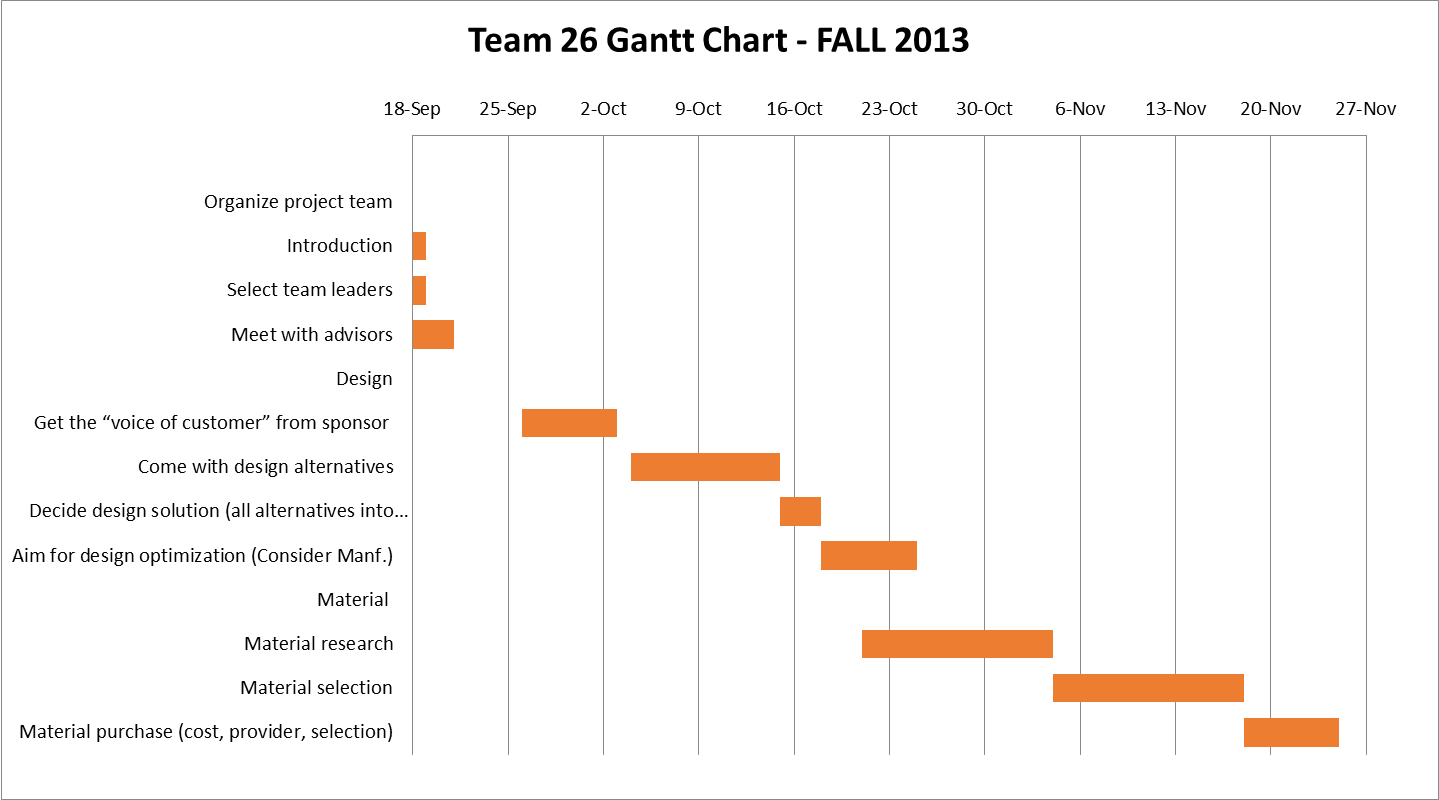 Team 26 Gantt Chart - FALL 2013
18-Sep 25-Sep 2-Oct 9-Oct 16-Oct 23-Oct 30-Oct 6-Nov 13-Nov 20-Nov 27-Nov
Organize project team
Introduction
Select team leaders
Meet with advisors
Design
Get the “voice of customer” from sponsor
Come with design alternatives
Decide design solution (all alternatives into...
Aim for design optimization (Consider Manf.)
Material
Material research
Material selection
Material purchase (cost, provider, selection)